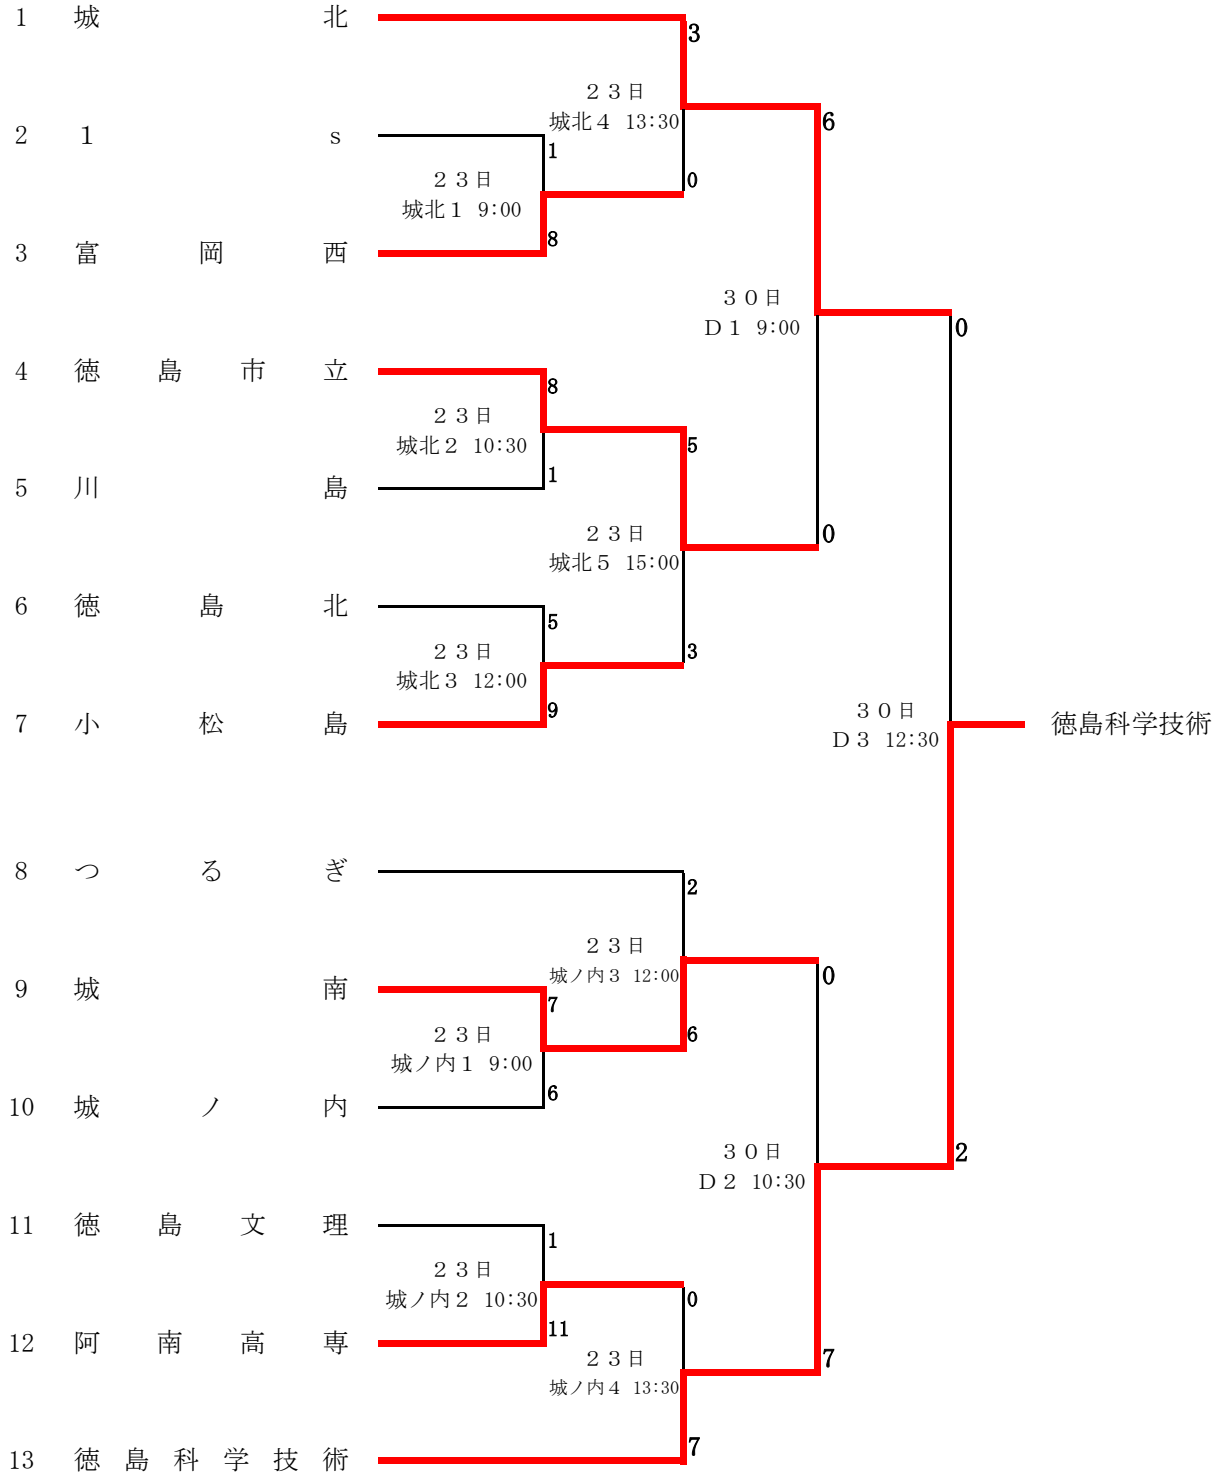 1 城北
3
２３日
城北４ 13:30
6
2 １s
1
２３日
0
城北１ 9:00
8
3 富岡西
３０日
Ｄ１ 9:00
0
4 徳島市立
8
２３日
城北２ 10:30
5
1
5 川島
２３日
0
城北５ 15:00
6 徳島北
5
２３日
3
城北３ 12:00
9
7 小松島
３０日
徳島科学技術
Ｄ３ 12:30
8 つるぎ
2
２３日
城ノ内３ 12:00
0
9 城南
7
２３日
6
城ノ内１ 9:00
6
10 城ノ内
３０日
2
Ｄ２ 10:30
11 徳島文理
1
２３日
城ノ内２ 10:30
0
11
12 阿南高専
２３日
7
城ノ内４ 13:30
7
13 徳島科学技術